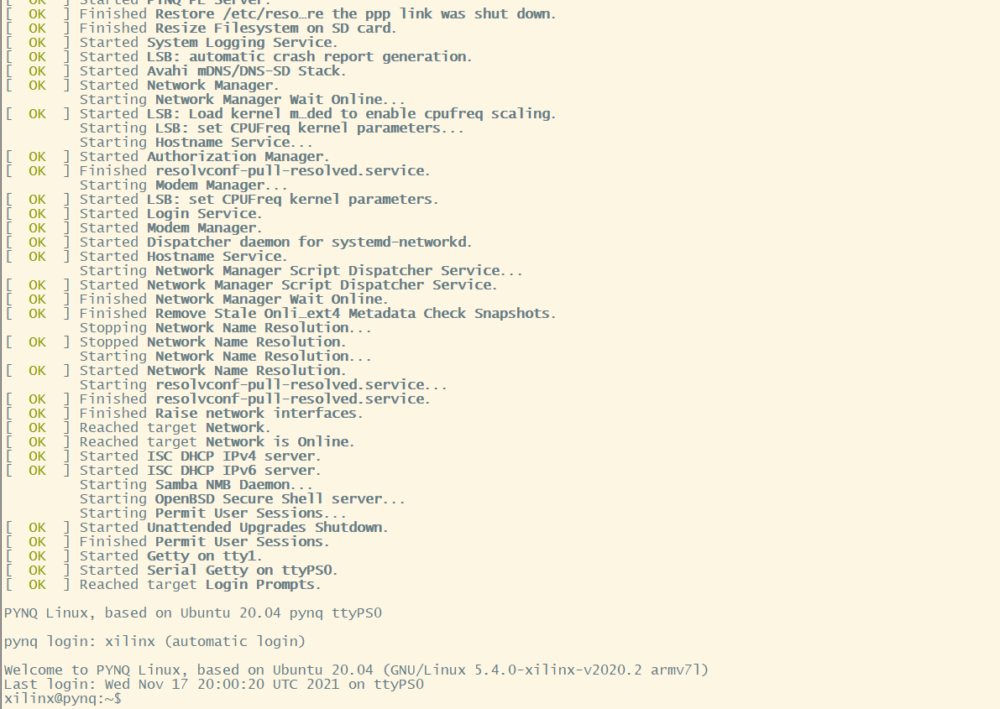 [  OK  ] Started PYNQ PL Server.
[  OK  ] Finished Restore /etc/reso…re the ppp link was shut down.
[  OK  ] Finished Resize Filesystem on SD card.
[  OK  ] Started System Logging Service.
[  OK  ] Started LSB: automatic crash report generation.
[  OK  ] Started Avahi mDNS/DNS-SD Stack.
[  OK  ] Started Network Manager.
         Starting Network Manager Wait Online...
[  OK  ] Started LSB: Load kernel m…ded to enable cpufreq scaling.
         Starting LSB: set CPUFreq kernel parameters...
         Starting Hostname Service...
[  OK  ] Started Authorization Manager.
[  OK  ] Finished resolvconf-pull-resolved.service.
         Starting Modem Manager...
[  OK  ] Started LSB: set CPUFreq kernel parameters.
[  OK  ] Started Login Service.
[  OK  ] Started Modem Manager.
[  OK  ] Started Dispatcher daemon for systemd-networkd.
[  OK  ] Started Hostname Service.
         Starting Network Manager Script Dispatcher Service...
[  OK  ] Started Network Manager Script Dispatcher Service.
[  OK  ] Finished Network Manager Wait Online.
[  OK  ] Finished Remove Stale Onli…ext4 Metadata Check Snapshots.
         Stopping Network Name Resolution...
[  OK  ] Stopped Network Name Resolution.
         Starting Network Name Resolution...
[  OK  ] Started Network Name Resolution.
         Starting resolvconf-pull-resolved.service...
[  OK  ] Finished resolvconf-pull-resolved.service.
[  OK  ] Finished Raise network interfaces.
[  OK  ] Reached target Network.
[  OK  ] Reached target Network is Online.
[  OK  ] Started ISC DHCP IPv4 server.
[  OK  ] Started ISC DHCP IPv6 server.
         Starting Samba NMB Daemon...
         Starting OpenBSD Secure Shell server...
         Starting Permit User Sessions...
[  OK  ] Started Unattended Upgrades Shutdown.
[  OK  ] Finished Permit User Sessions.
[  OK  ] Started Getty on tty1.
[  OK  ] Started Serial Getty on ttyPS0.
[  OK  ] Reached target Login Prompts.
PYNQ Linux, based on Ubuntu 20.04 pynq ttyPS0
pynq login: xilinx (automatic login)
Welcome to PYNQ Linux, based on Ubuntu 20.04 (GNU/Linux 5.4.0-xilinx-v2020.2 armv7l)
Last login: Wed Nov 17 20:00:20 UTC 2021 on ttyPS0
xilinx@pynq:~$